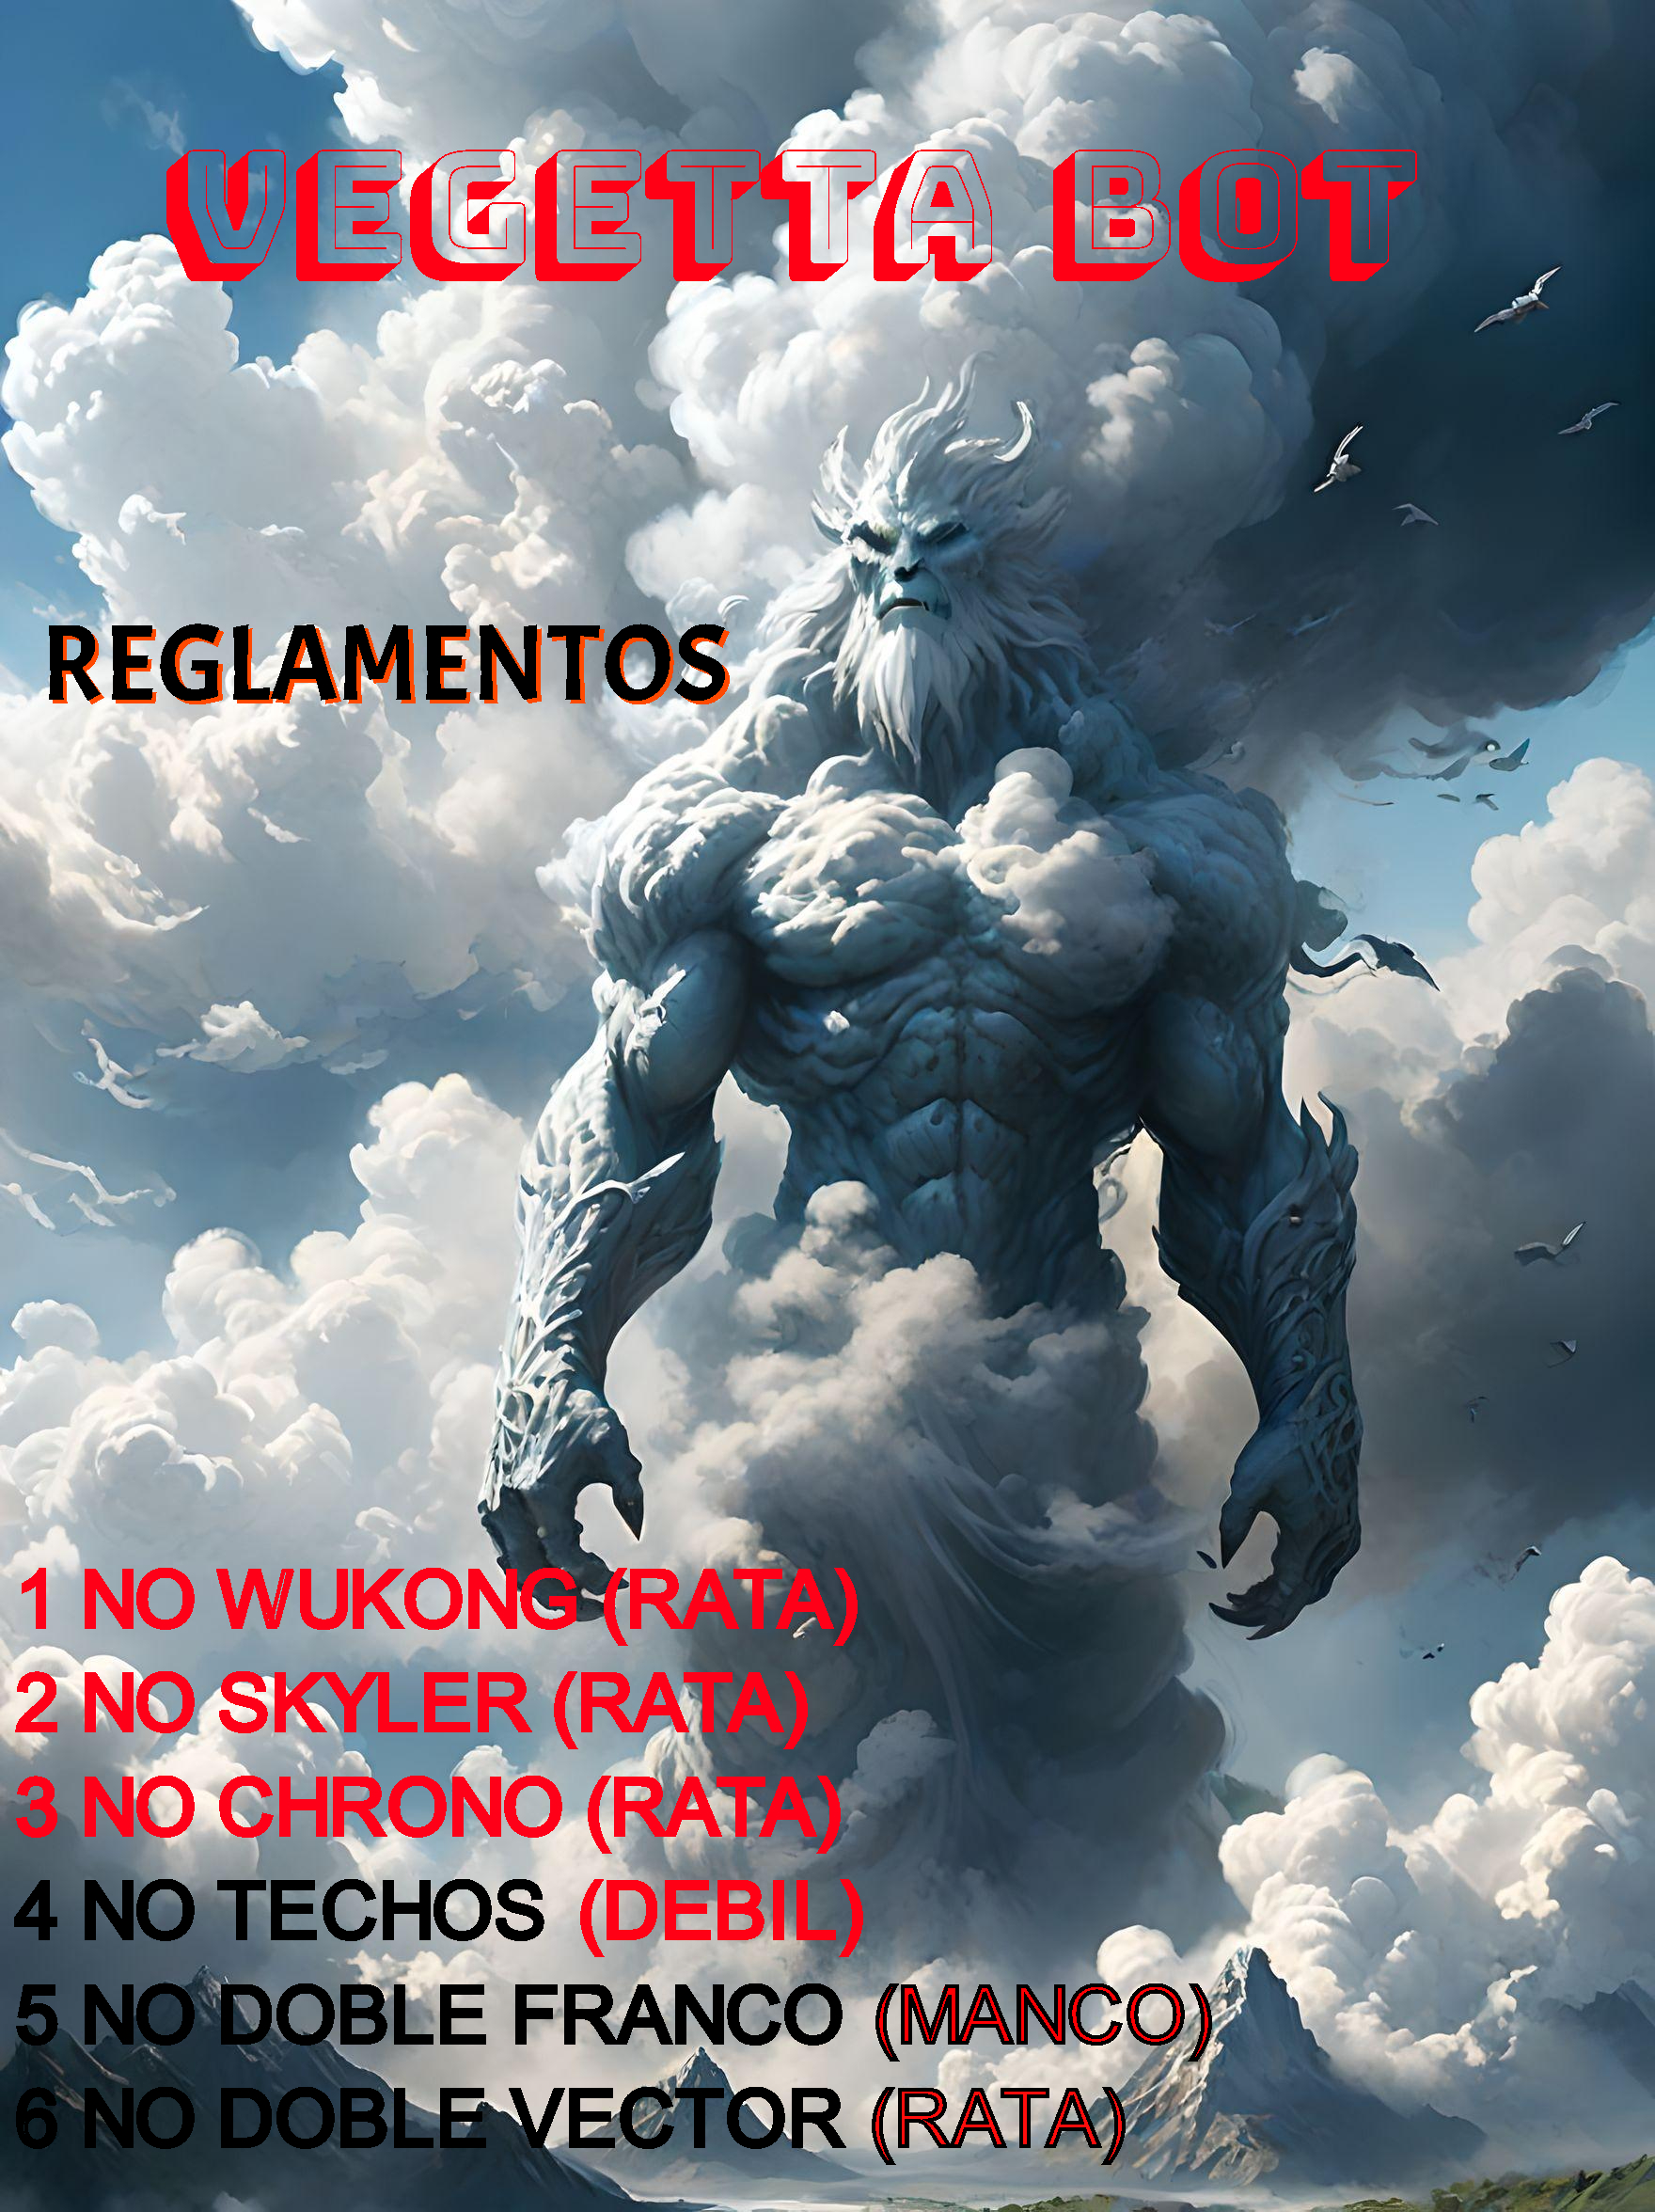 VEGETTA BOT
REGLAMENTOS
1 NO WUKONG (RATA)
2 NO SKYLER (RATA)
3 NO CHRONO (RATA)
4 NO TECHOS (DEBIL)
5 NO DOBLE FRANCO (MANCO)
6 NO DOBLE VECTOR (RATA)